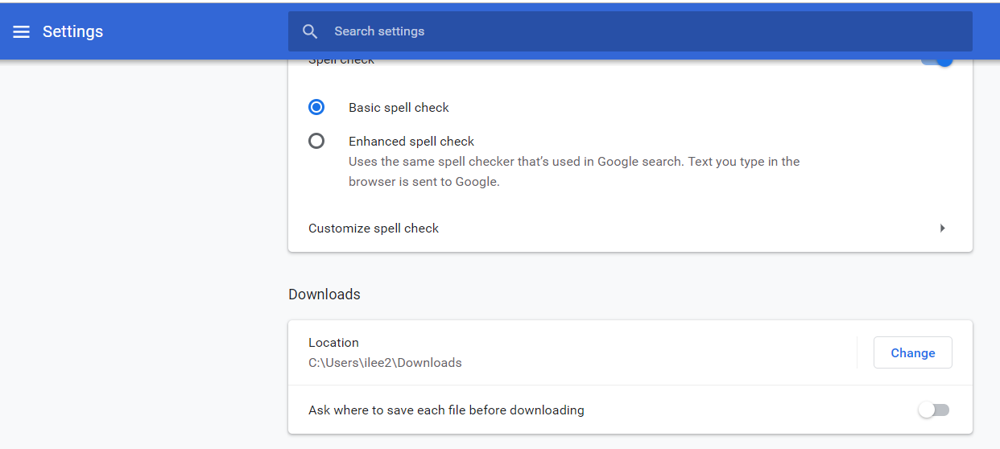 Settings
Search settings
Spell check
Basic spell check
Enhanced spell check
Uses the same spell checker that's used in Google search. Text you type in the
browser is sent to Google.
Customize spell check
Downloads
Location
C:\Users\ilee2\Downloads
Change
Ask where to save each file before downloading